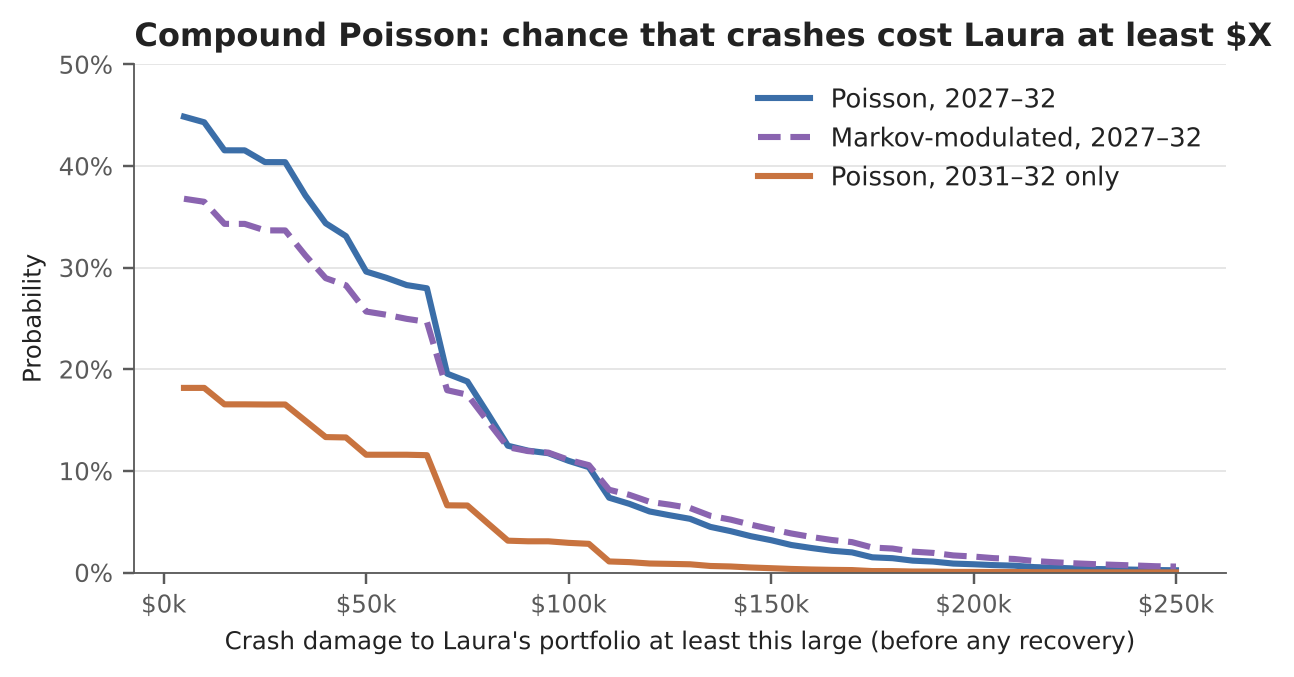 Compound Poisson: chance that crashes cost Laura at least $X
50%
40%
30%
20%
10%
0%
Probability
Poisson, 2027–32
Markov-modulated, 2027–32
Poisson, 2031–32 only
$0k
$50k
$100k
$150k
$200k
$250k
Crash damage to Laura's portfolio at least this large (before any recovery)